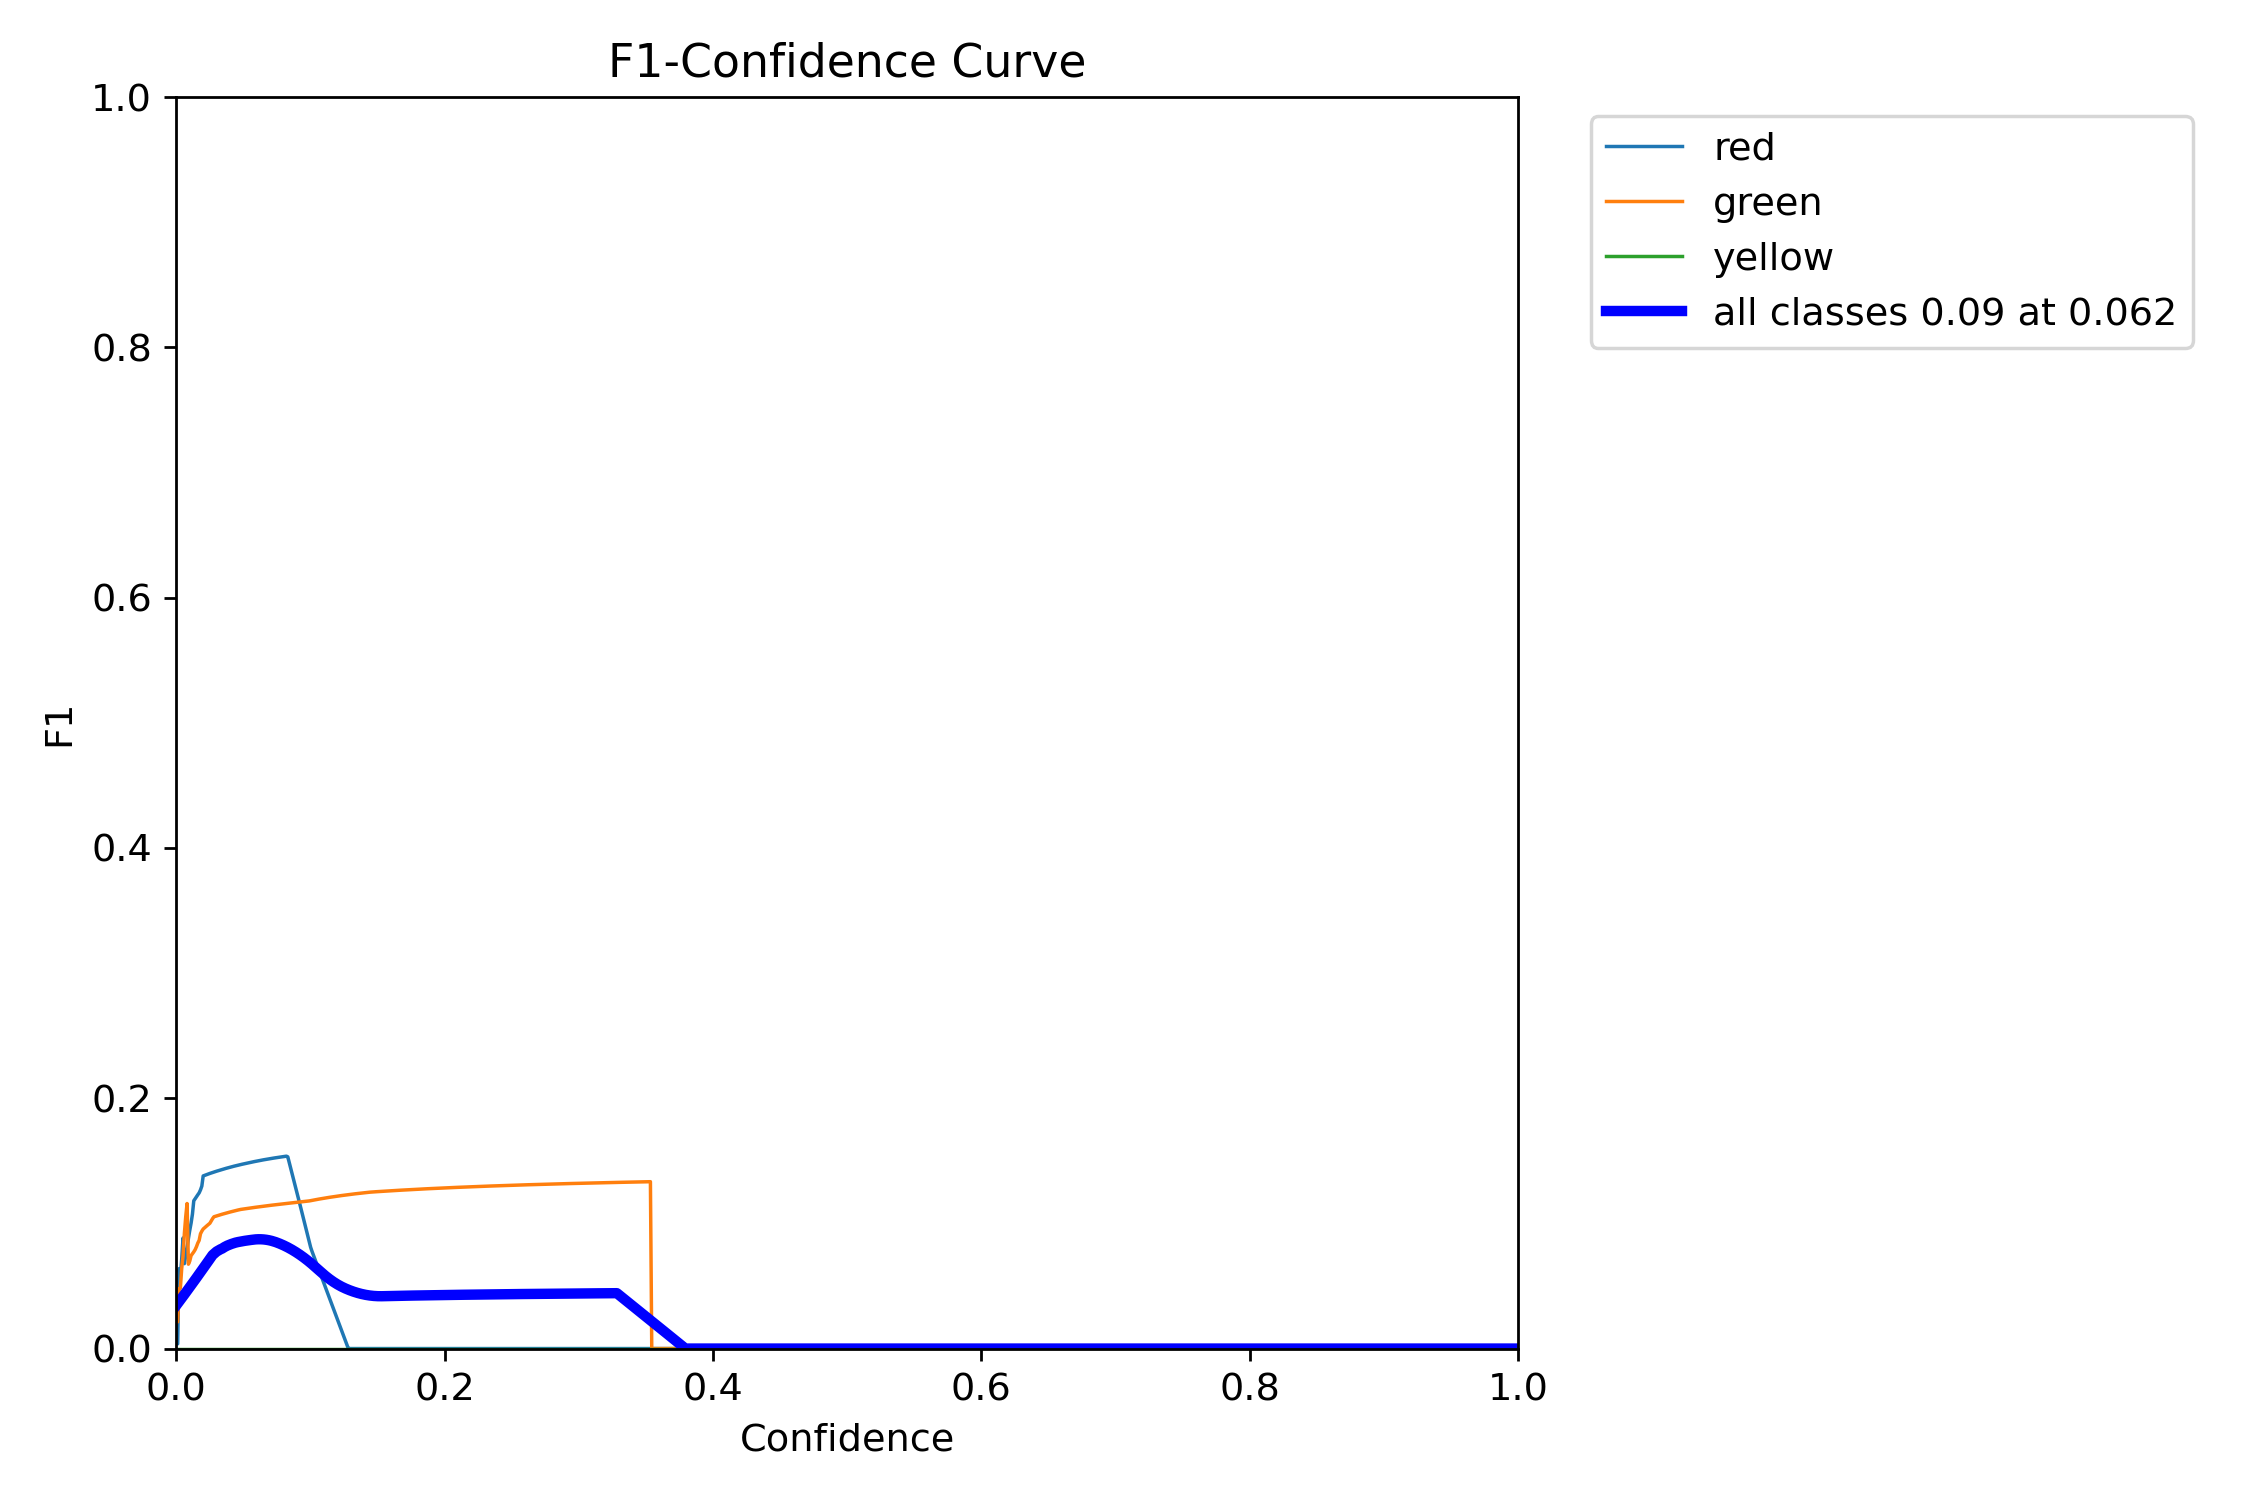 F1-Confidence Curve
1.0
0.8
0.6
0.4
0.2
0.0
F1
0.0 0.2 0.4 0.6 0.8 1.0
Confidence
red
green
yellow
all classes 0.09 at 0.062